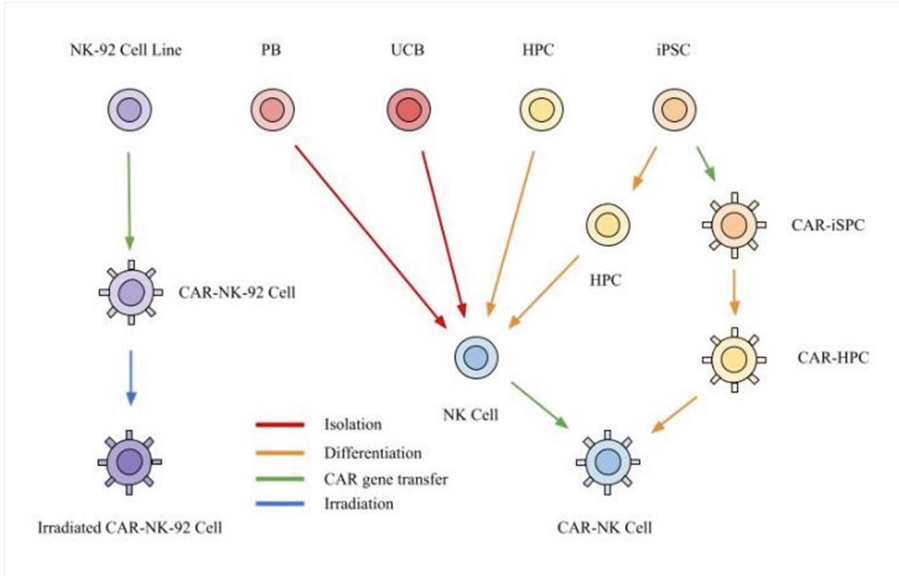 NK-92 Cell Line
PB
UCB
HPC
iPSC
CAR-iSPC
HPC
CAR-NK-92 Cell
CAR-HPC
NK Cell
Isolation
Differentiation
CAR gene transfer
Irradiation
Irradiated CAR-NK-92 Cell
CAR-NK Cell